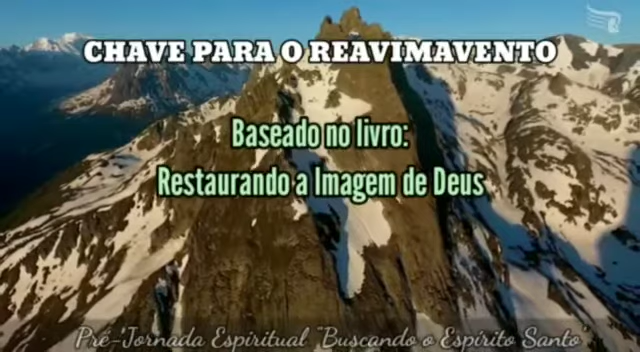 CHAVE PARA O REAVIMAVENTO
Baseado no livro:
Restaurando a Imagem de Deus
Pré-Jornada Espiritual "Buscando o Espírito Santo"